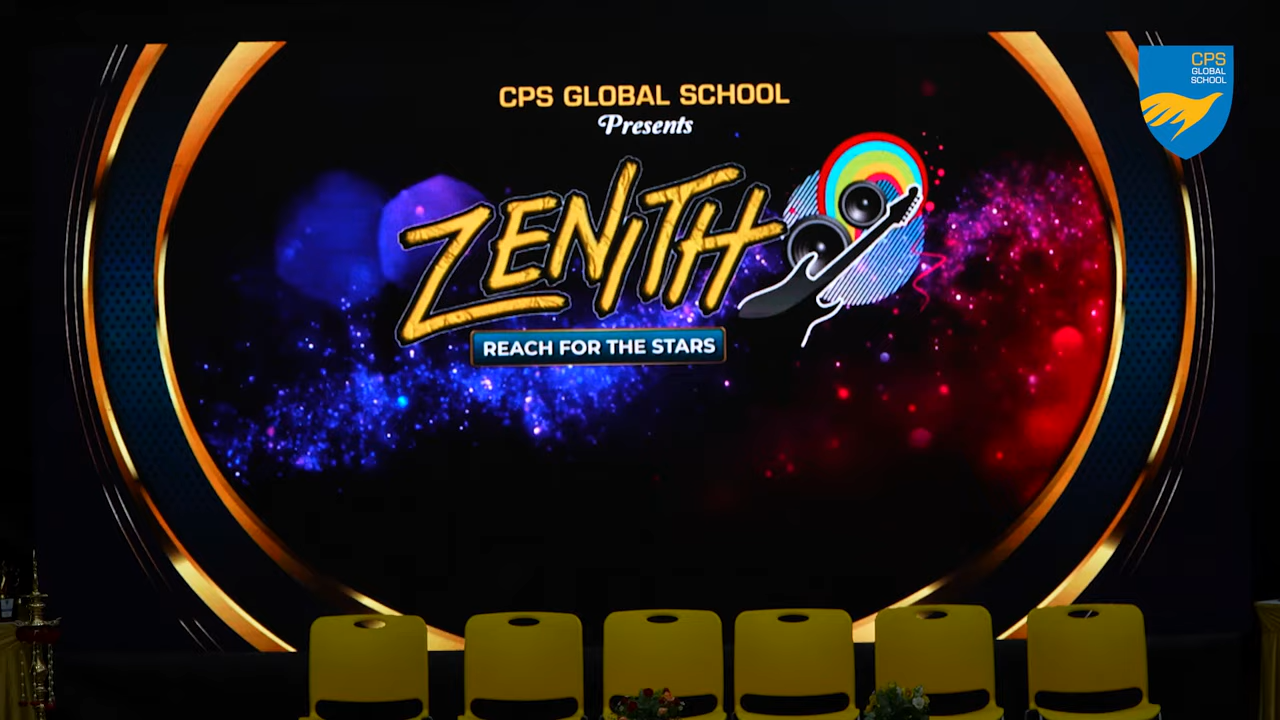 CPS GLOBAL SCHOOL
Presents
ZENITH
REACH FOR THE STARS
CPS
GLOBAL
SCHOOL